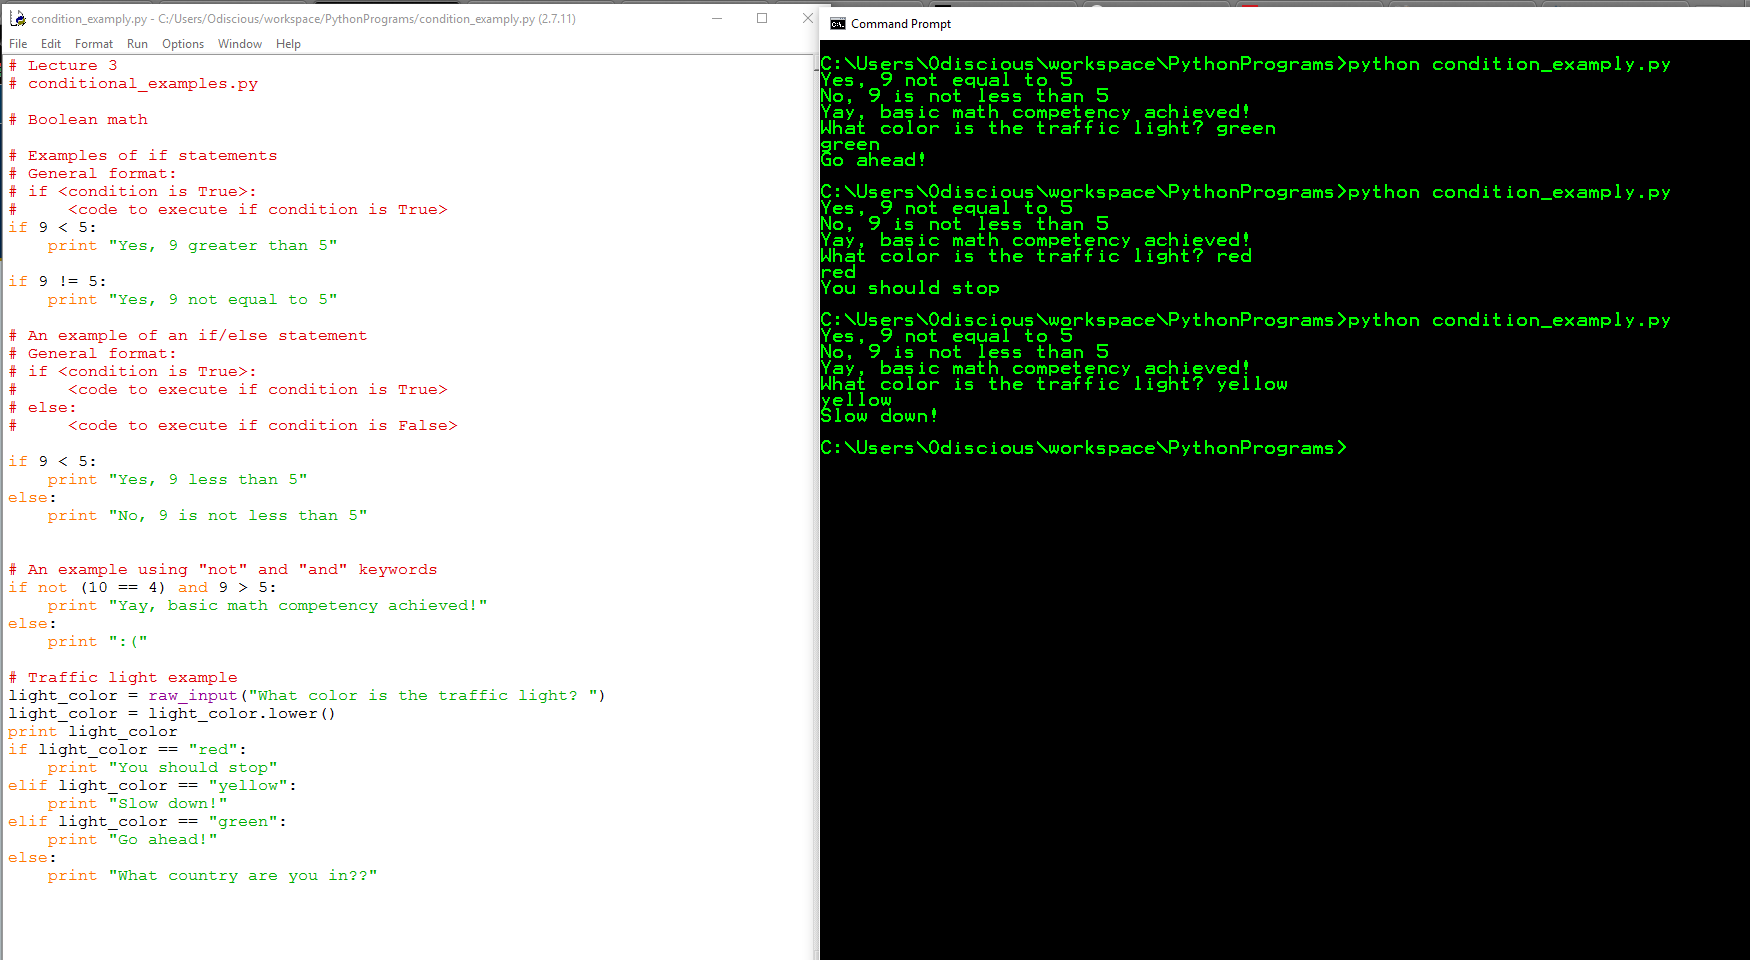 condition_examply.py - C:/Users/Odiscious/workspace/PythonPrograms/condition_examply.py (2.7.11)
File Edit Format Run Options Window Help
# Lecture 3
# conditional_examples.py
# Boolean math
# Examples of if statements
# General format:
# if <condition is True>:
#     <code to execute if condition is True>
if 9 < 5:
    print "Yes, 9 greater than 5"
if 9 != 5:
    print "Yes, 9 not equal to 5"
# An example of an if/else statement
# General format:
# if <condition is True>:
#     <code to execute if condition is True>
# else:
#     <code to execute if condition is False>
if 9 < 5:
    print "Yes, 9 less than 5"
else:
    print "No, 9 is not less than 5"
# An example using "not" and "and" keywords
if not (10 == 4) and 9 > 5:
    print "Yay, basic math competency achieved!"
else:
    print ":("
# Traffic light example
light_color = raw_input("What color is the traffic light? ")
light_color = light_color.lower()
print light_color
if light_color == "red":
    print "You should stop"
elif light_color == "yellow":
    print "Slow down!"
elif light_color == "green":
    print "Go ahead!"
else:
    print "What country are you in??"
Command Prompt
C:\Users\Odiscious\workspace\PythonPrograms>python condition_examply.py
Yes, 9 not equal to 5
No, 9 is not less than 5
Yay, basic math competency achieved!
What color is the traffic light? green
green
Go ahead!
C:\Users\Odiscious\workspace\PythonPrograms>python condition_examply.py
Yes, 9 not equal to 5
No, 9 is not less than 5
Yay, basic math competency achieved!
What color is the traffic light? red
red
You should stop
C:\Users\Odiscious\workspace\PythonPrograms>python condition_examply.py
Yes, 9 not equal to 5
No, 9 is not less than 5
Yay, basic math competency achieved!
What color is the traffic light? yellow
yellow
Slow down!
C:\Users\Odiscious\workspace\PythonPrograms>